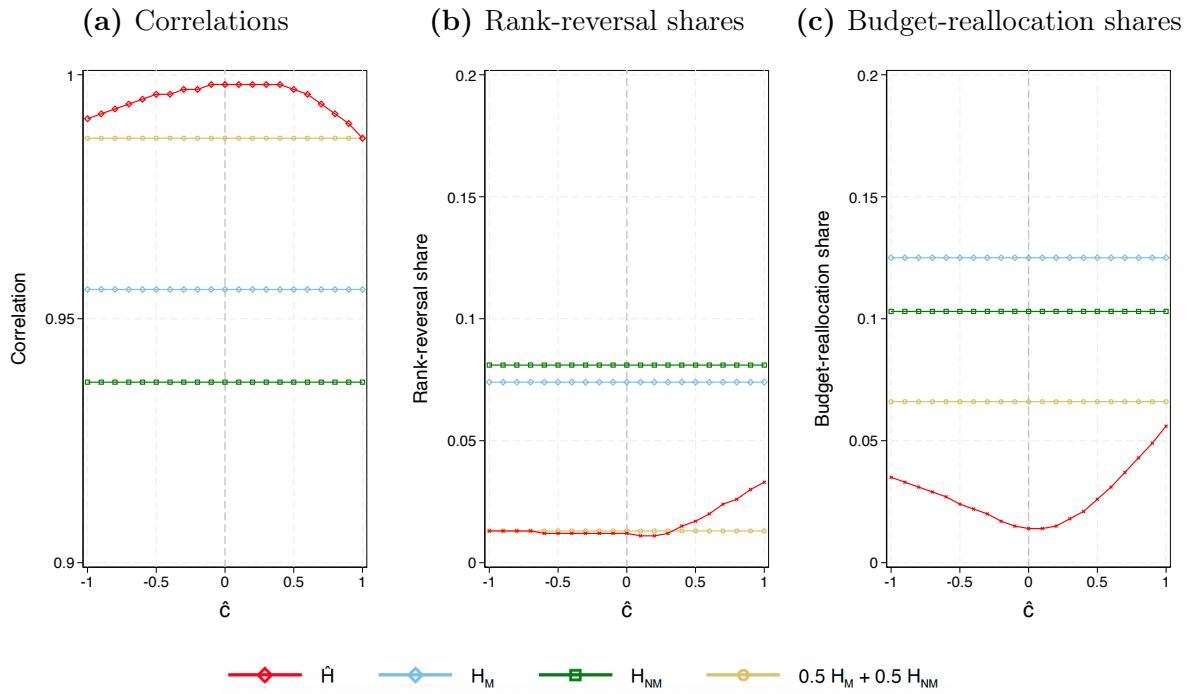 (a) Correlations
(b) Rank-reversal shares
(c) Budget-reallocation shares
Correlation
1
0.95
0.9
-1 -0.5 0 0.5 1
ĉ
Rank-reversal share
0.2
0.15
0.1
0.05
0
-1 -0.5 0 0.5 1
ĉ
Budget-reallocation share
0.2
0.15
0.1
0.05
0
-1 -0.5 0 0.5 1
ĉ
Ĥ
H_M
H_NM
0.5 H_M + 0.5 H_NM